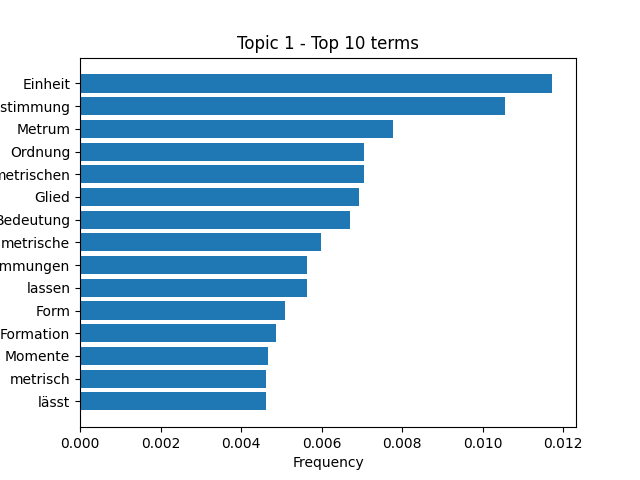 Topic 1 - Top 10 terms
Einheit
stimmung
Metrum
Ordnung
metrischen
Glied
Bedeutung
metrische
mmungen
lassen
Form
Formation
Momente
metrisch
lässt
0.000 0.002 0.004 0.006 0.008 0.010 0.012
Frequency